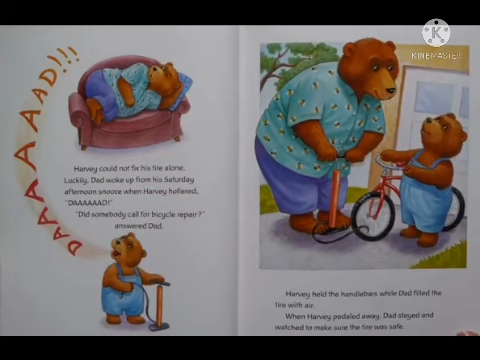 DAAAAAAD!!!
Harvey could not fix his tire alone.
Luckily, Dad woke up from his Saturday
afternoon snooze when Harvey hollered,
"DAAAAAAD!"
"Did somebody call for bicycle repair?"
answered Dad.
KINEMASTER
Harvey held the handlebars while Dad filled the
tire with air.
When Harvey pedaled away, Dad stayed and
watched to make sure the tire was safe.